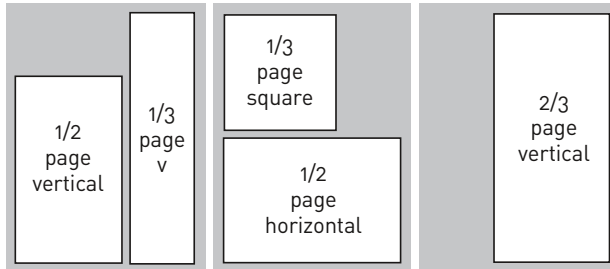 1/2
page
vertical
1/3
page
v
1/3
page
square
1/2
page
horizontal
2/3
page
vertical